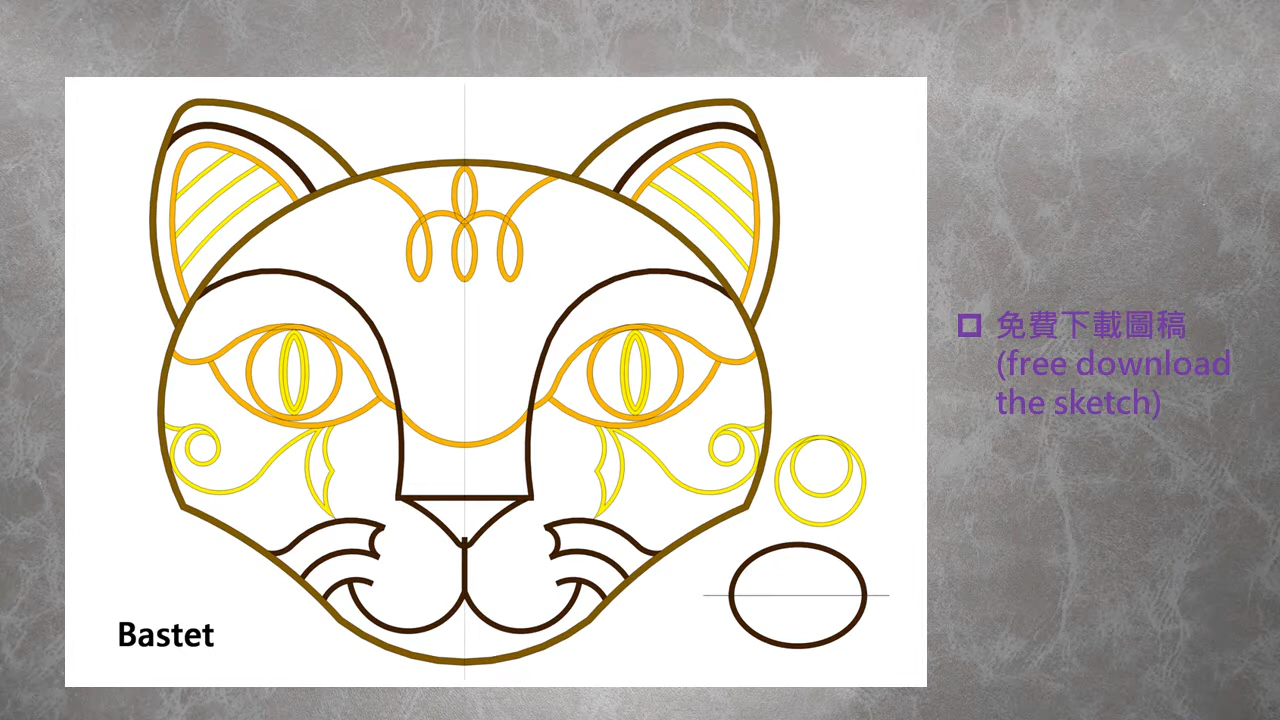 Bastet
免費下載圖稿
(free download
the sketch)